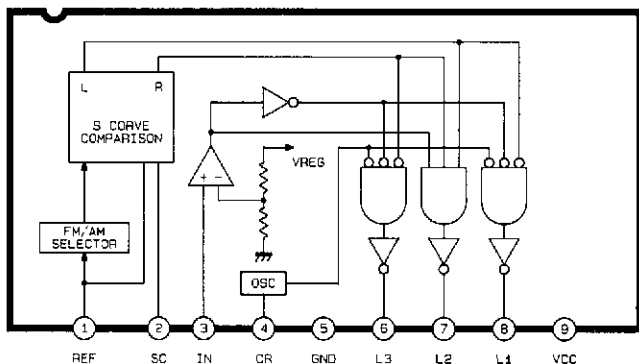 L R
S CORVE
COMPARISON
VREG
+ -
FM/AM
SELECTOR
OSC
1 2 3 4 5 6 7 8 9
REF SC IN CR GND L3 L2 L1 VCC